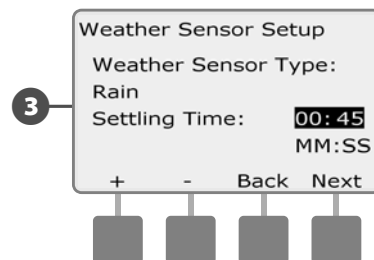 Weather Sensor Setup
Weather Sensor Type:
Rain
3
Settling Time: 00:45
MM:SS
+ - Back Next